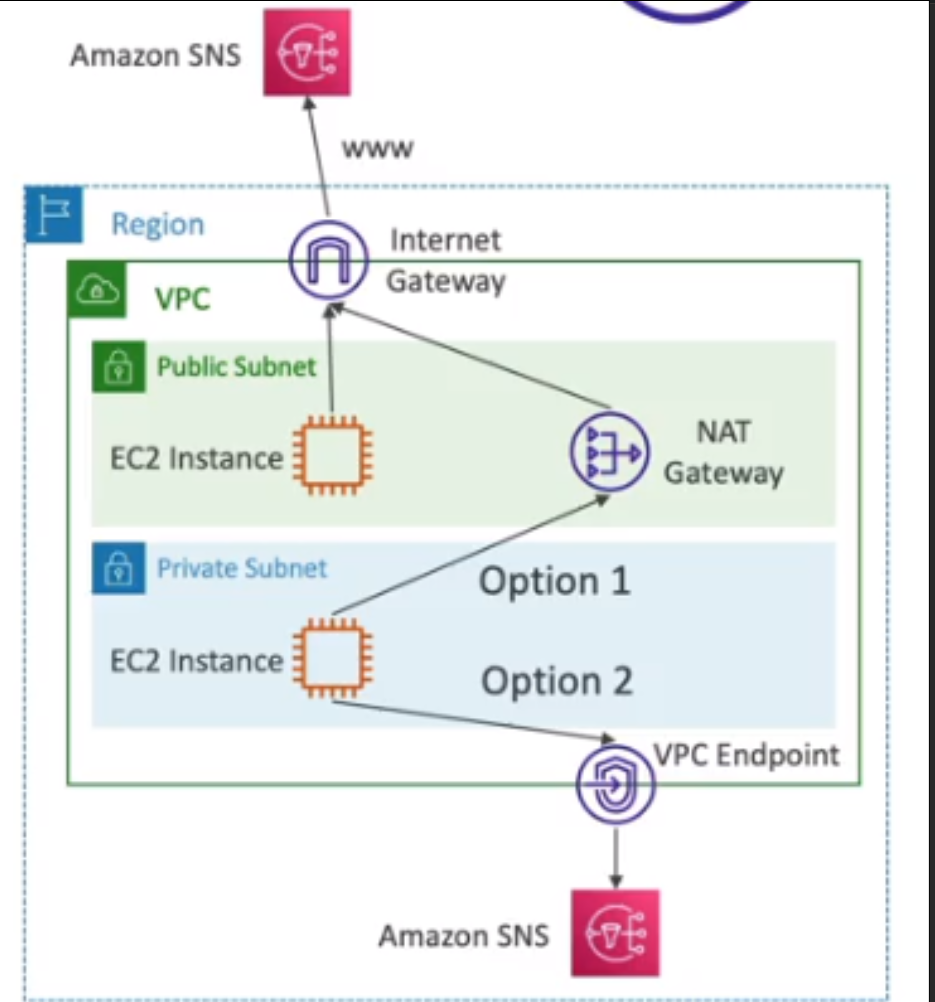 Amazon SNS
www
Region
Internet
Gateway
VPC
Public Subnet
EC2 Instance
NAT
Gateway
Private Subnet
Option 1
EC2 Instance
Option 2
VPC Endpoint
Amazon SNS